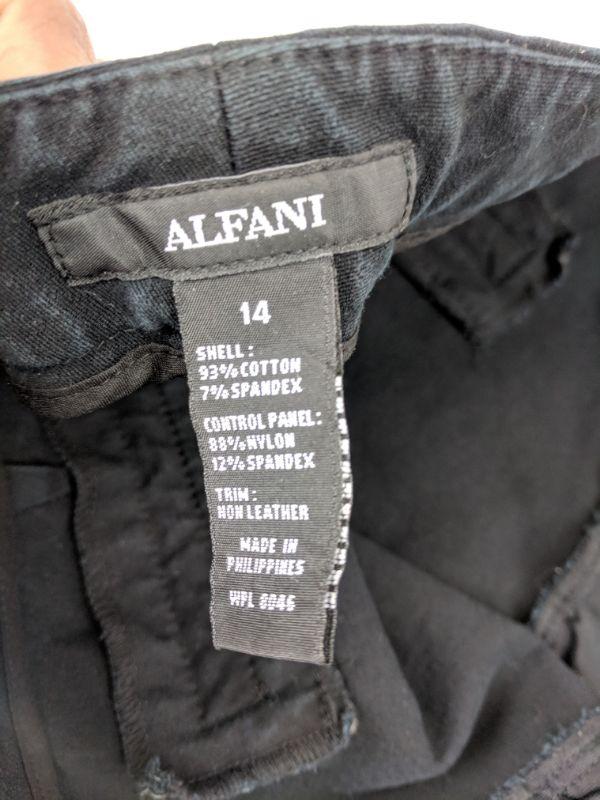 ALFANI
14
SHELL:
93% COTTON
7% SPANDEX
CONTROL PANEL:
88% NYLON
12% SPANDEX
TRIM:
NON LEATHER
MADE IN
PHILIPPINES
WPL